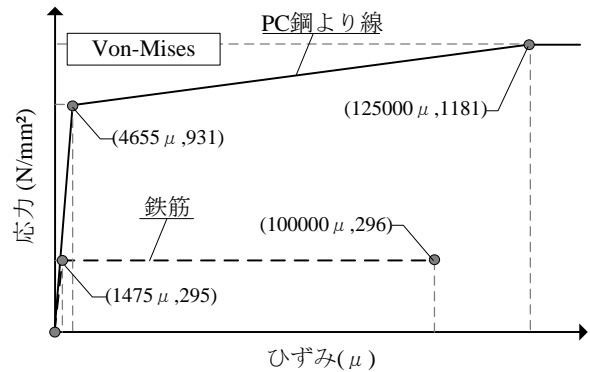 PC鋼より線
Von-Mises
(125000μ,1181)
(4655μ,931)
鉄筋
(100000μ,296)
(1475μ,295)
応力 (N/mm²)
ひずみ(μ)